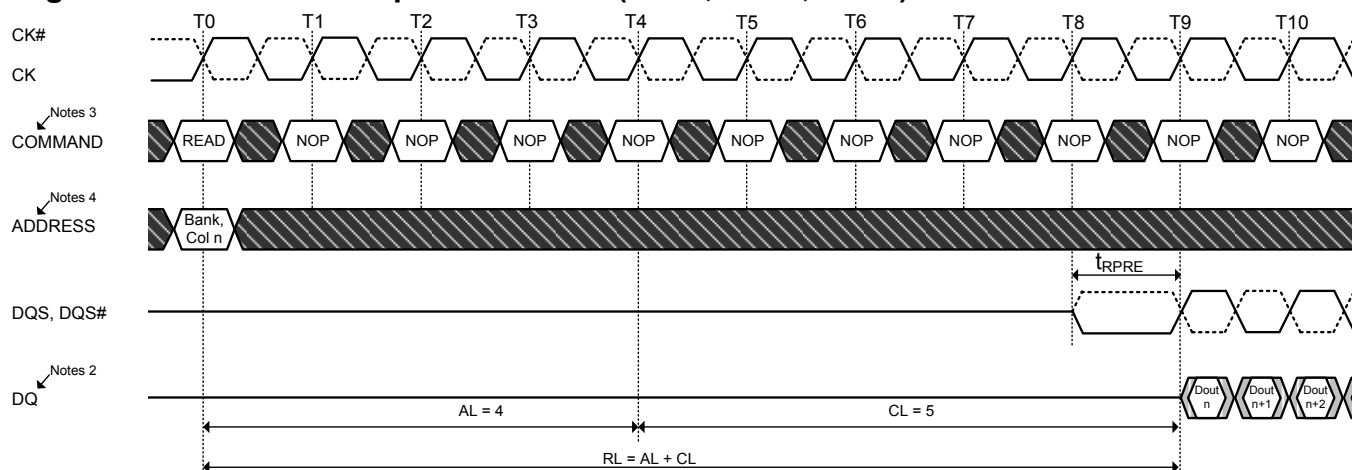 T0 T1 T2 T3 T4 T5 T6 T7 T8 T9 T10
CK#
CK
Notes 3
COMMAND
READ NOP NOP NOP NOP NOP NOP NOP NOP NOP NOP
Notes 4
ADDRESS
Bank,
Col n
tRPRE
DQS, DQS#
Notes 2
DQ
Dout
n
Dout
n+1
Dout
n+2
AL = 4
CL = 5
RL = AL + CL